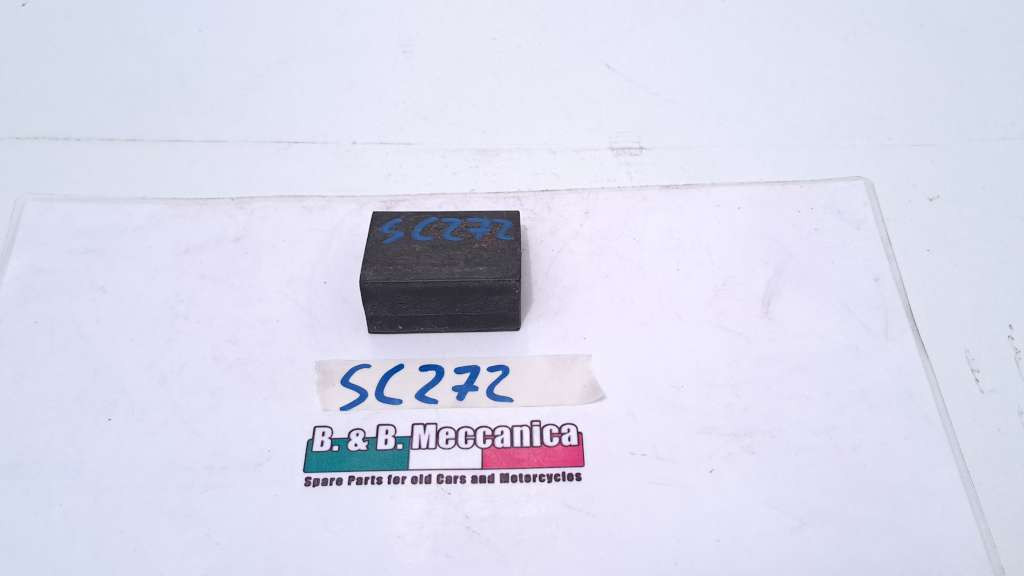 SC272
SC272
B. & B. Meccanica
Spare Parts for old Cars and Motorcycles